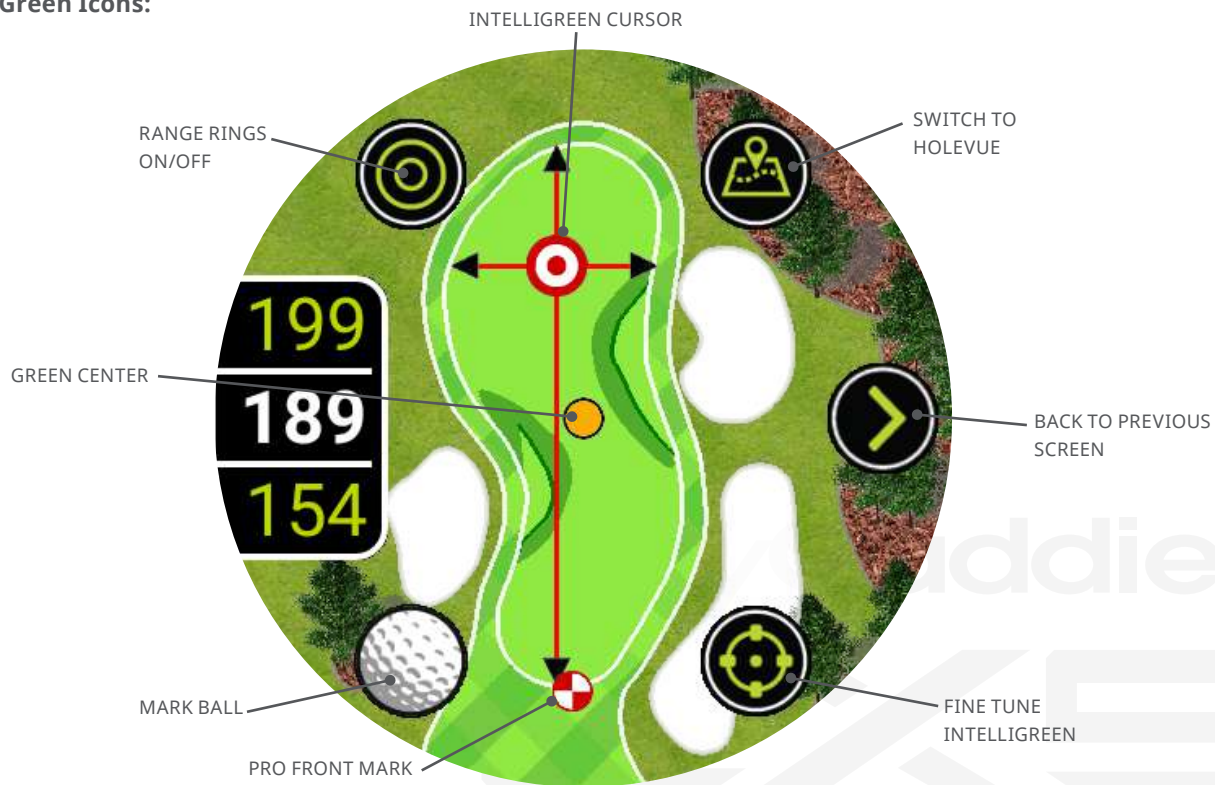 Green Icons:
INTELLIGREEN CURSOR
RANGE RINGS
ON/OFF
SWITCH TO
HOLEVUE
199
GREEN CENTER
189
BACK TO PREVIOUS
SCREEN
154
addie
MARK BALL
FINE TUNE
INTELLIGREEN
PRO FRONT MARK